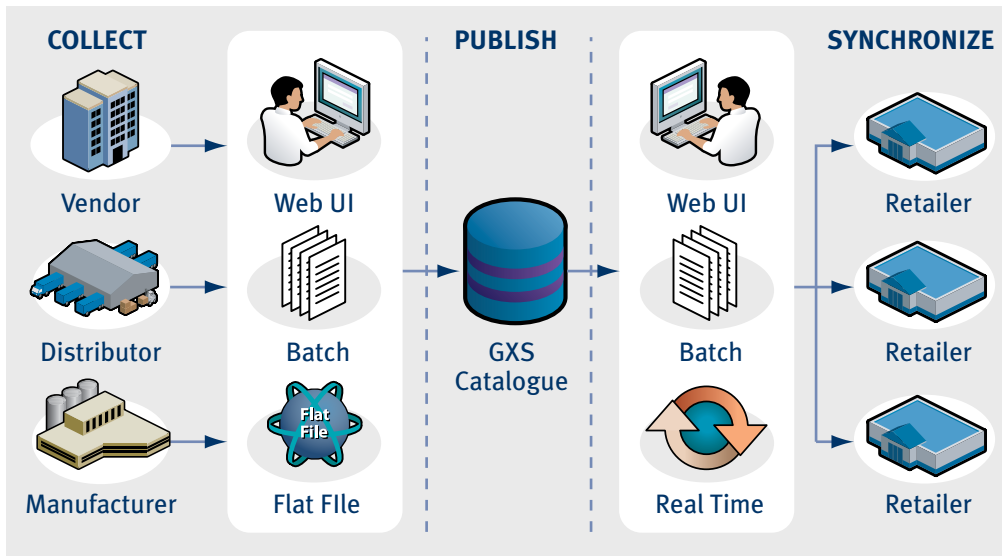 COLLECT
PUBLISH
SYNCHRONIZE
Vendor
Web UI
Web UI
Retailer
Distributor
Batch
GXS
Catalogue
Batch
Retailer
Flat
File
Manufacturer
Flat FIle
Real Time
Retailer